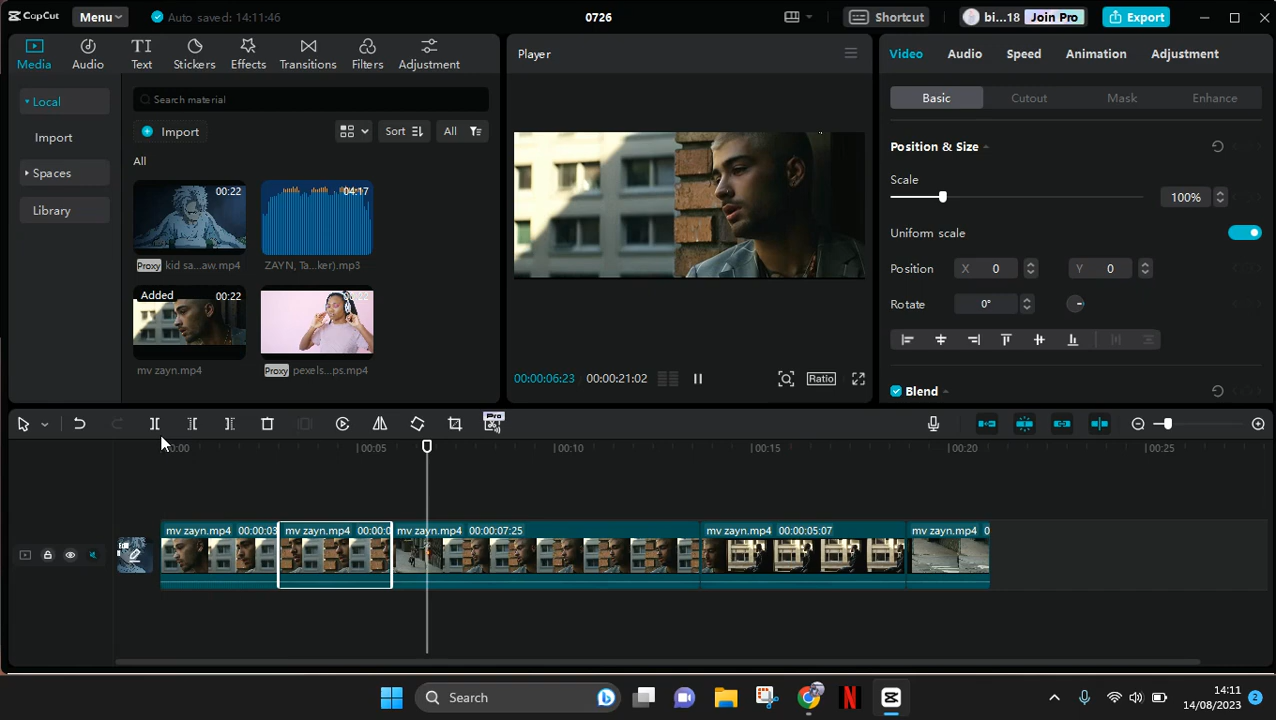 CapCut
Menu
Auto saved: 14:11:46
0726
Shortcut
bi...18
Join Pro
Export
Media
Audio
Text
Stickers
Effects
Transitions
Filters
Adjustment
Local
Import
Spaces
Library
Search material
Import
Sort
All
All
00:22
Proxy kid sa...aw.mp4
04:17
ZAYN, Ta...ker).mp3
Added
00:22
mv zayn.mp4
Proxy pexels...ps.mp4
Player
00:00:06:23
00:00:21:02
Ratio
Video
Audio
Speed
Animation
Adjustment
Basic
Cutout
Mask
Enhance
Position & Size
Scale
100%
Uniform scale
Position
X 0
Y 0
Rotate
0°
Blend
Pro
00:00
00:05
00:10
00:15
00:20
00:25
mv zayn.mp4 00:00:03
mv zayn.mp4 00:00:0
mv zayn.mp4 00:00:07:25
mv zayn.mp4 00:00:05:07
mv zayn.mp4 0
Search
14:11
14/08/2023
2